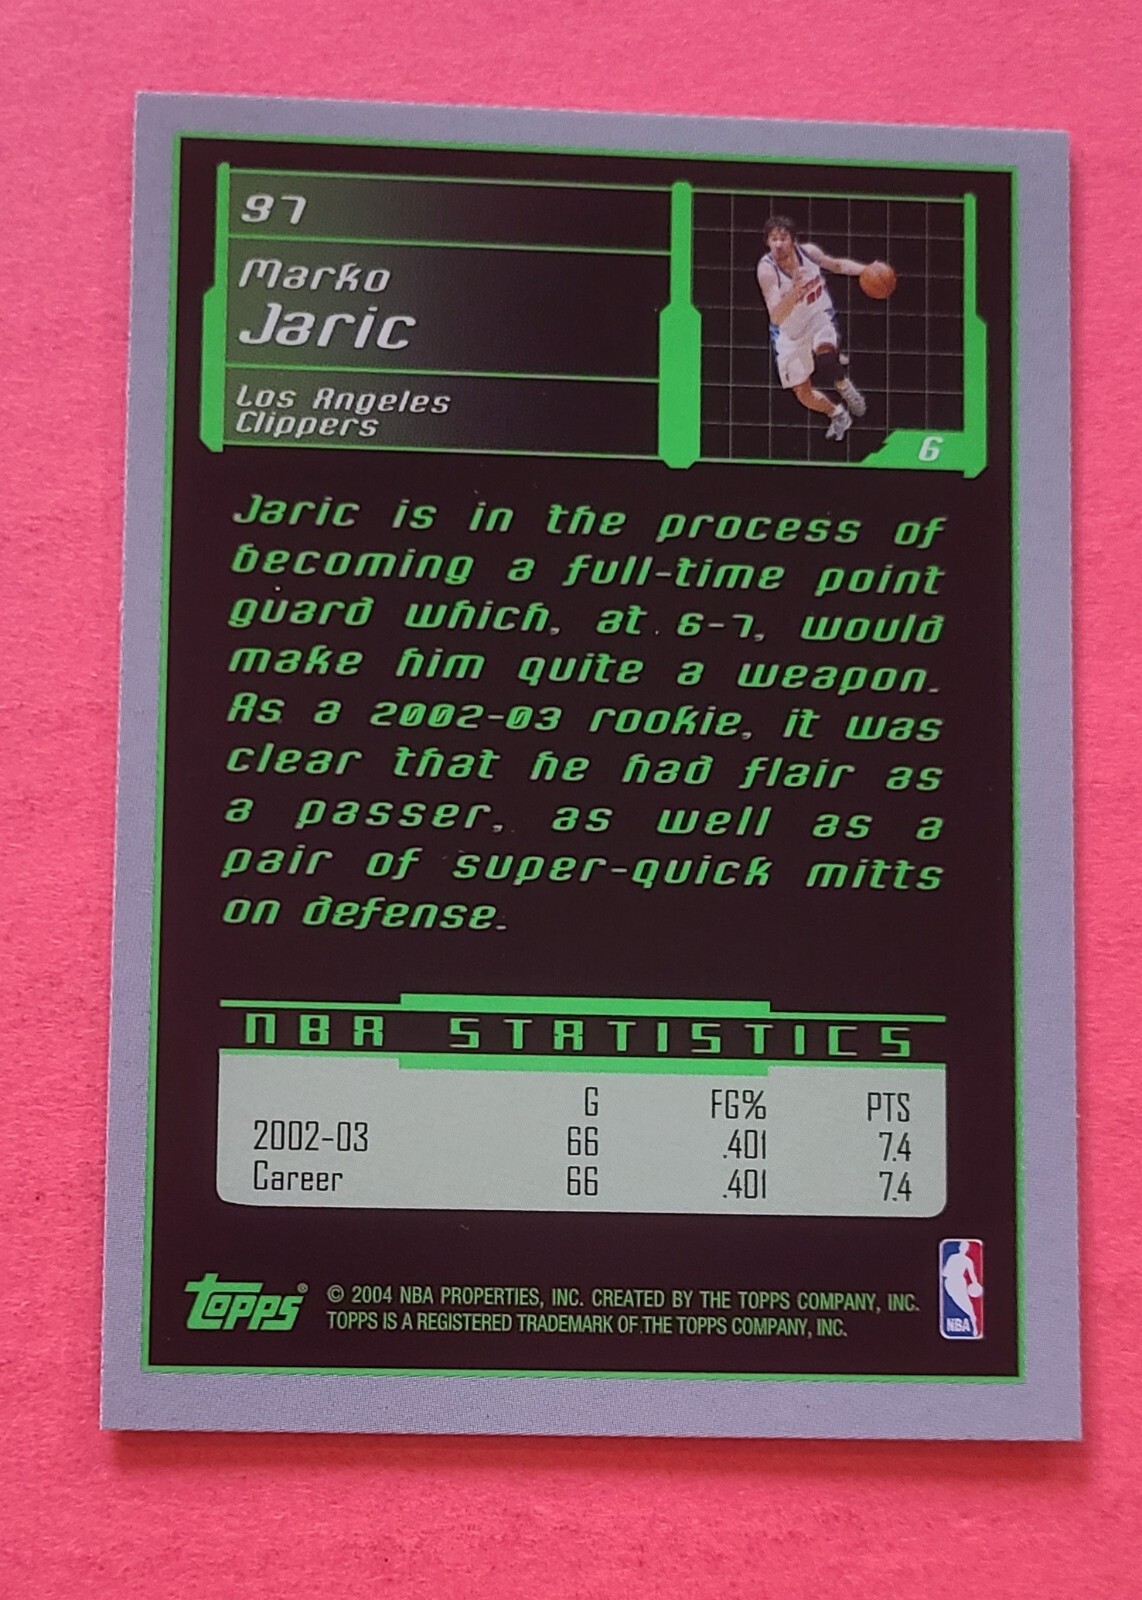 97
Marko
Jaric
Los Angeles
Clippers
6
Jaric is in the process of
becoming a full-time point
guard which, at 6-7, would
make him quite a weapon.
As a 2002-03 rookie, it was
clear that he had flair as
a passer, as well as a
pair of super-quick mitts
on defense.
NBA STATISTICS
G FG% PTS
2002-03 66 .401 7.4
Career 66 .401 7.4
topps®
© 2004 NBA PROPERTIES, INC. CREATED BY THE TOPPS COMPANY, INC.
TOPPS IS A REGISTERED TRADEMARK OF THE TOPPS COMPANY, INC.
NBA